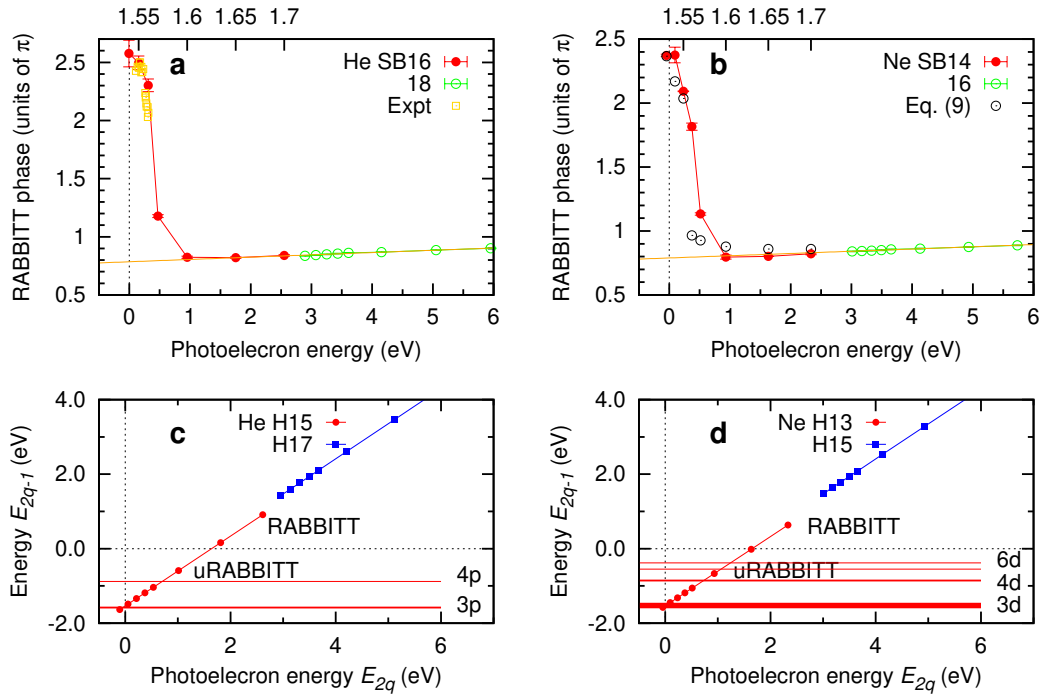 1.55 1.6 1.65 1.7
RABBITT phase (units of π)
2.5
2
1.5
1
0.5
a
He SB16
18
Expt
0 1 2 3 4 5 6
Photoelecron energy (eV)
1.55 1.6 1.65 1.7
RABBITT phase (units of π)
2.5
2
1.5
1
0.5
b
Ne SB14
16
Eq. (9)
0 1 2 3 4 5 6
Photoelecron energy (eV)
Energy E2q-1 (eV)
4.0
2.0
0.0
-2.0
c
He H15
H17
RABBITT
uRABBITT
4p
3p
0 2 4 6
Photoelectron energy E2q (eV)
Energy E2q-1 (eV)
4.0
2.0
0.0
-2.0
d
Ne H13
H15
RABBITT
uRABBITT
6d
4d
3d
0 2 4 6
Photoelectron energy E2q (eV)